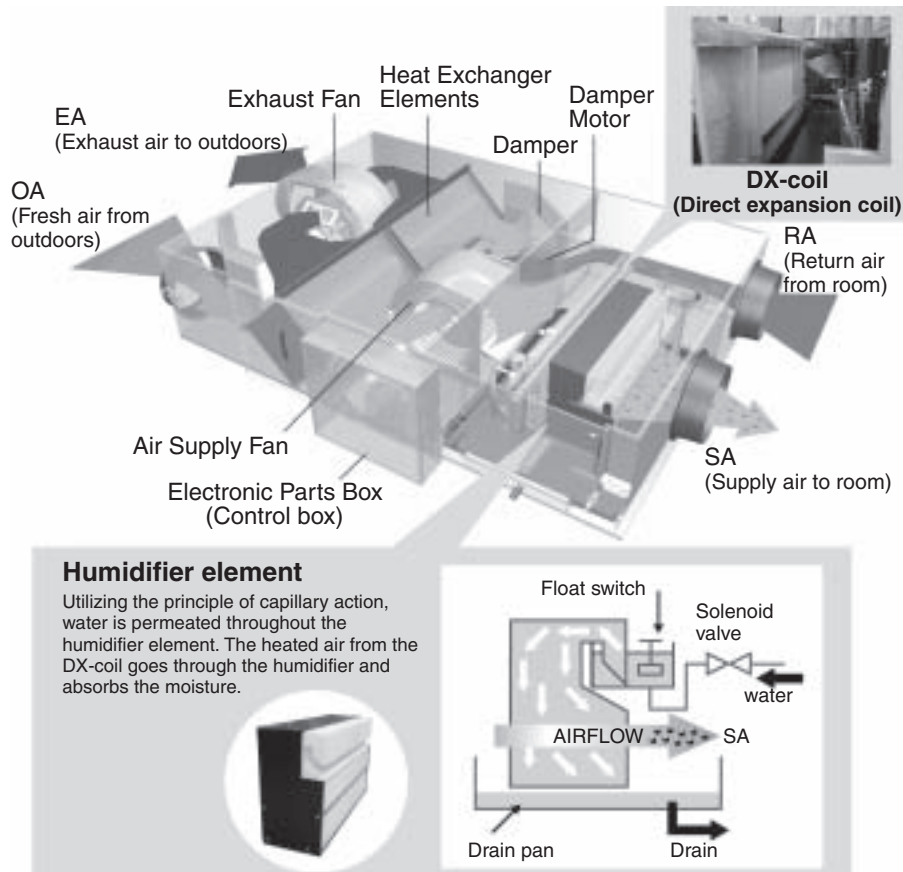 EA
(Exhaust air to outdoors)
Exhaust Fan
Heat Exchanger
Elements
Damper
Motor
Damper
OA
(Fresh air from
outdoors)
DX-coil
(Direct expansion coil)
RA
(Return air
from room)
Air Supply Fan
Electronic Parts Box
(Control box)
SA
(Supply air to room)
Humidifier element
Utilizing the principle of capillary action,
water is permeated throughout the
humidifier element. The heated air from the
DX-coil goes through the humidifier and
absorbs the moisture.
Float switch
Solenoid
valve
water
AIRFLOW
SA
Drain pan
Drain